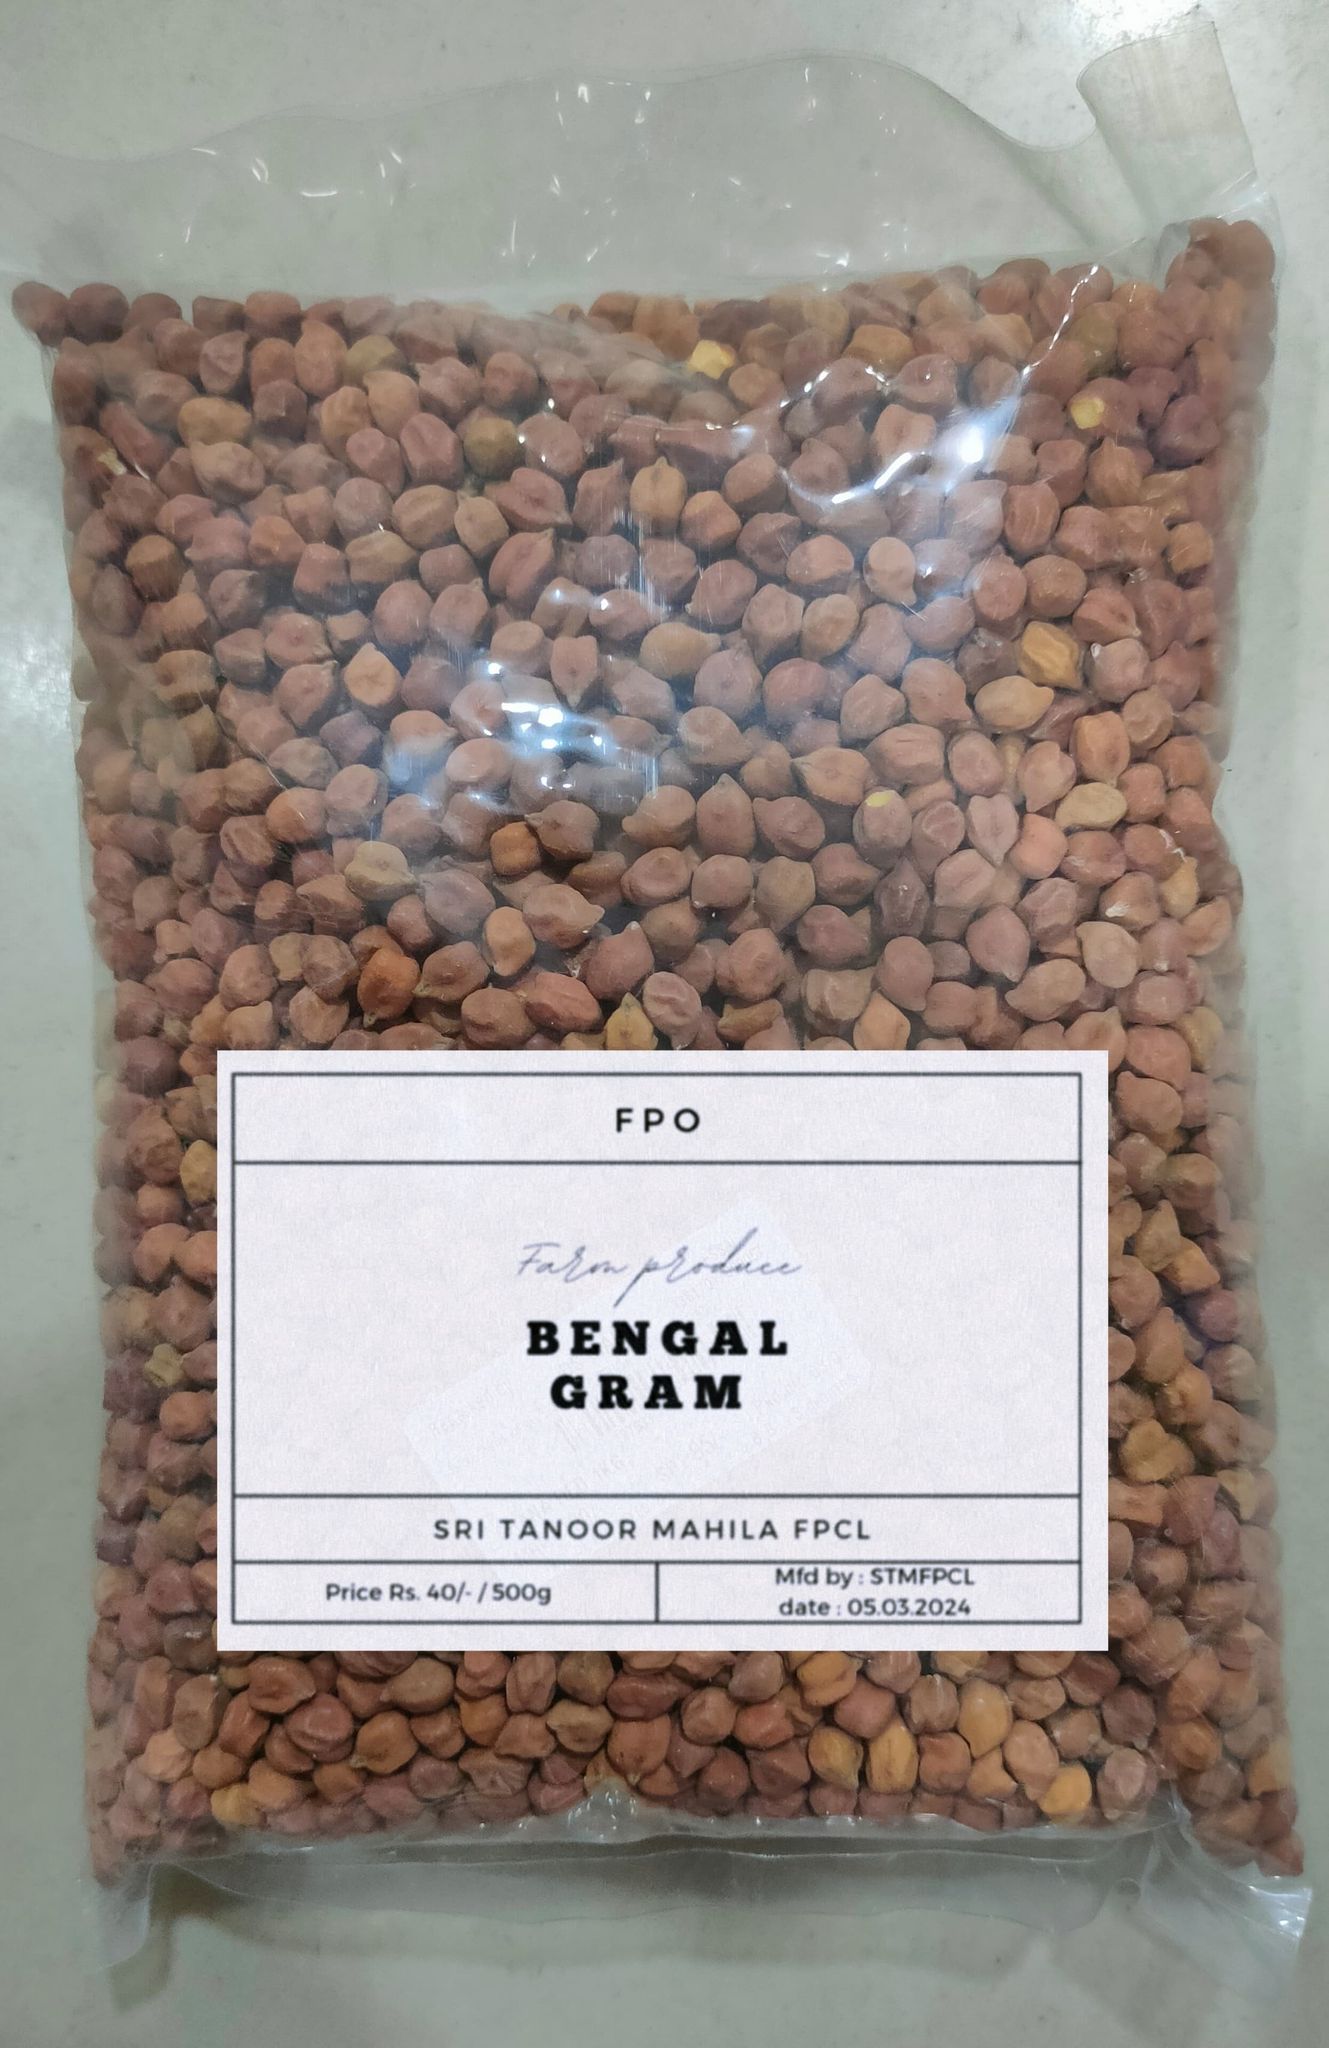 FPO
Farm produce
BENGAL
GRAM
SRI TANOOR MAHILA FPCL
Price Rs. 40/- / 500g
Mfd by : STMFPCL
date : 05.03.2024